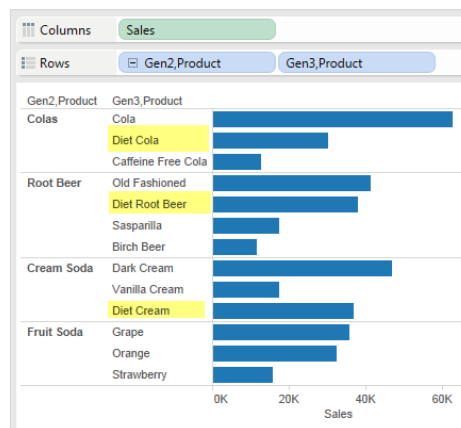 Columns Sales
Rows Gen2,Product Gen3,Product
Gen2,Product Gen3,Product
Colas Cola
Diet Cola
Caffeine Free Cola
Root Beer Old Fashioned
Diet Root Beer
Sasparilla
Birch Beer
Cream Soda Dark Cream
Vanilla Cream
Diet Cream
Fruit Soda Grape
Orange
Strawberry
0K 20K 40K 60K
Sales